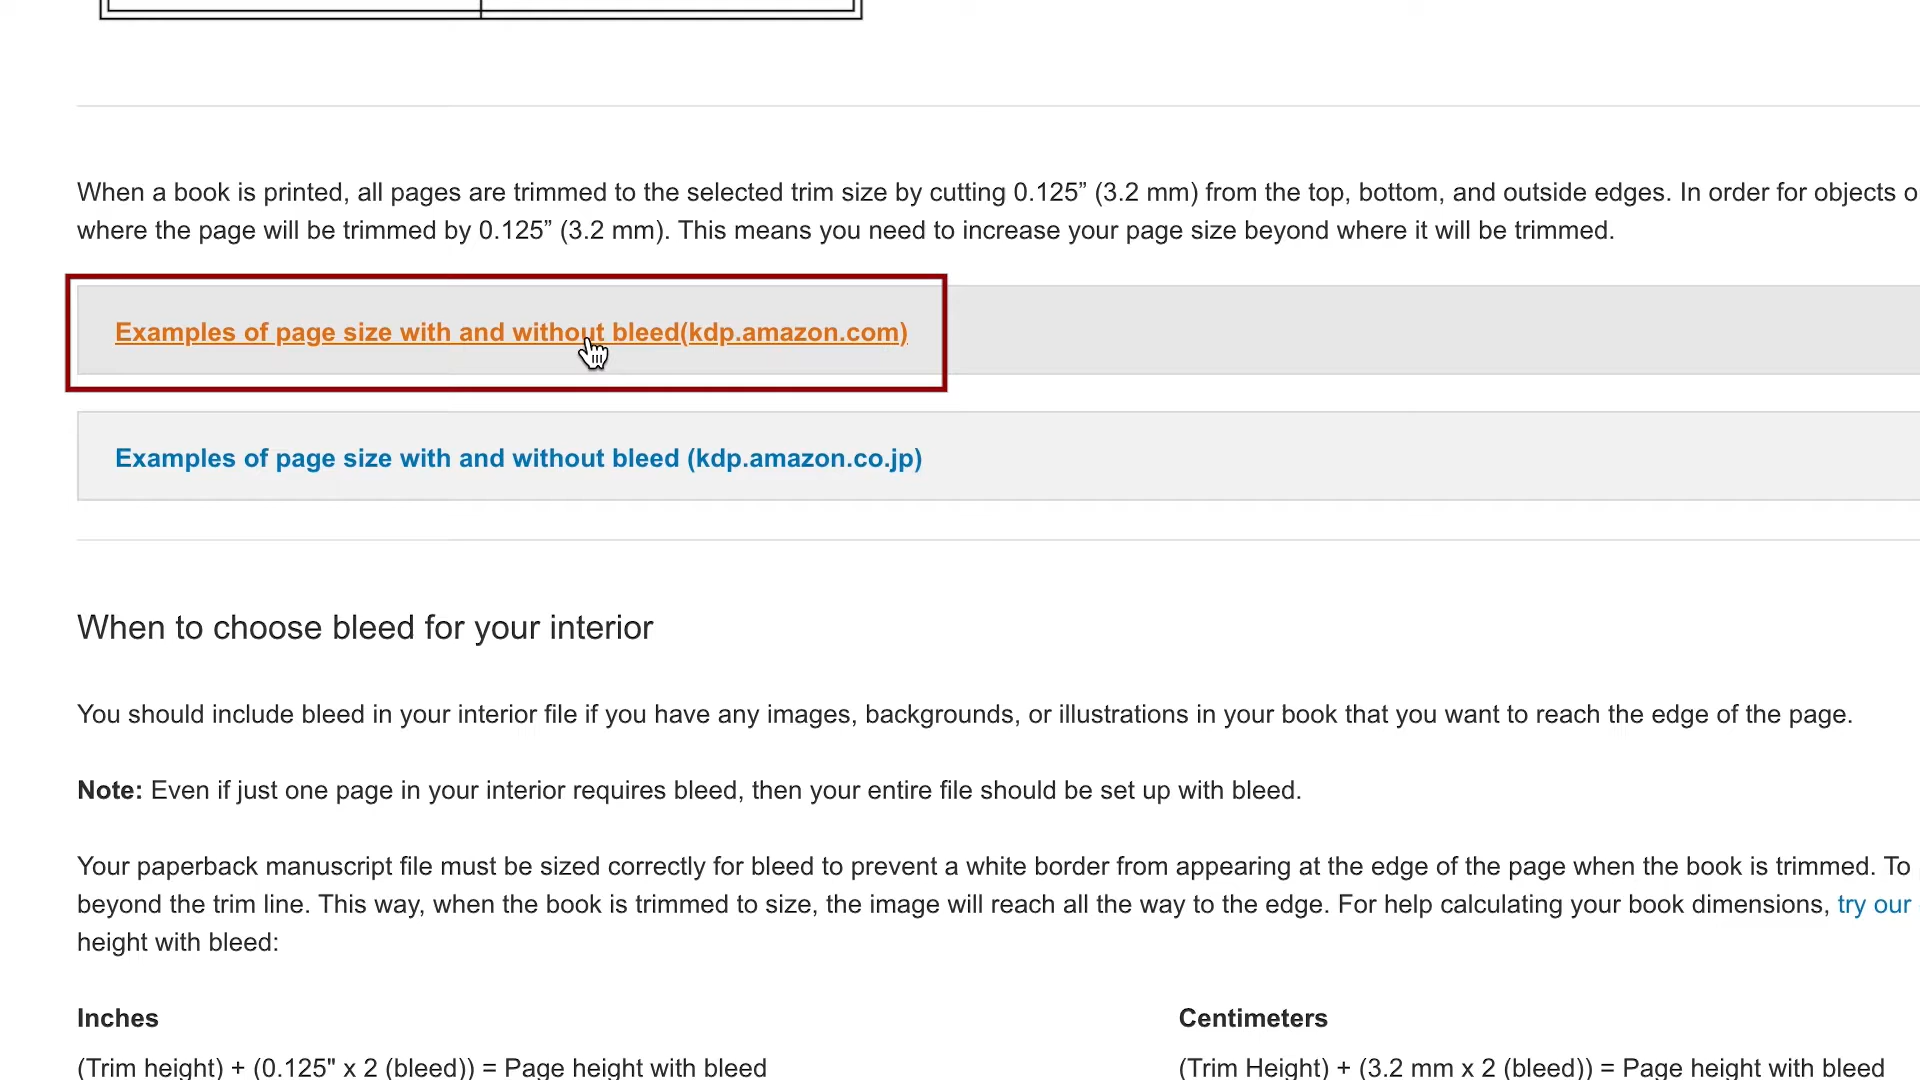 When a book is printed, all pages are trimmed to the selected trim size by cutting 0.125” (3.2 mm) from the top, bottom, and outside edges. In order for objects o
where the page will be trimmed by 0.125” (3.2 mm). This means you need to increase your page size beyond where it will be trimmed.
Examples of page size with and without bleed(kdp.amazon.com)
Examples of page size with and without bleed (kdp.amazon.co.jp)
When to choose bleed for your interior
You should include bleed in your interior file if you have any images, backgrounds, or illustrations in your book that you want to reach the edge of the page.
Note: Even if just one page in your interior requires bleed, then your entire file should be set up with bleed.
Your paperback manuscript file must be sized correctly for bleed to prevent a white border from appearing at the edge of the page when the book is trimmed. To
beyond the trim line. This way, when the book is trimmed to size, the image will reach all the way to the edge. For help calculating your book dimensions, try our
height with bleed:
Inches
(Trim height) + (0.125" x 2 (bleed)) = Page height with bleed
Centimeters
(Trim Height) + (3.2 mm x 2 (bleed)) = Page height with bleed